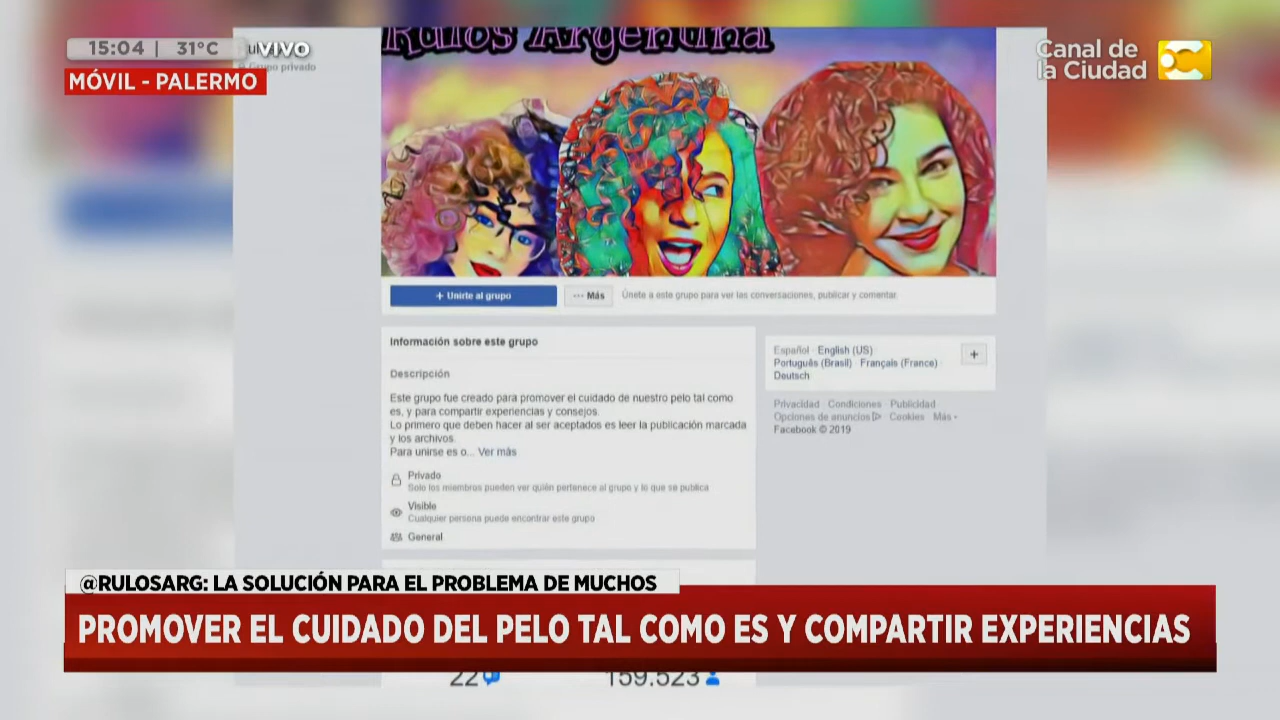 15:04 | 31°C
VIVO
Grupo privado
MÓVIL - PALERMO
Canal de
la Ciudad
Rulos Argentina
+ Unirte al grupo
··· Más
Únete a este grupo para ver las conversaciones, publicar y comentar.
Información sobre este grupo
Descripción
Este grupo fue creado para promover el cuidado de nuestro pelo tal como
es, y para compartir experiencias y consejos.
Lo primero que deben hacer al ser aceptados es leer la publicación marcada
y los archivos.
Para unirse es o... Ver más
Privado
Solo los miembros pueden ver quién pertenece al grupo y lo que se publica
Visible
Cualquier persona puede encontrar este grupo
General
Español · English (US) ·
Português (Brasil) · Français (France) ·
Deutsch
+
Privacidad · Condiciones · Publicidad ·
Opciones de anuncios · Cookies · Más
Facebook © 2019
@RULOSARG: LA SOLUCIÓN PARA EL PROBLEMA DE MUCHOS
PROMOVER EL CUIDADO DEL PELO TAL COMO ES Y COMPARTIR EXPERIENCIAS
22
159.523